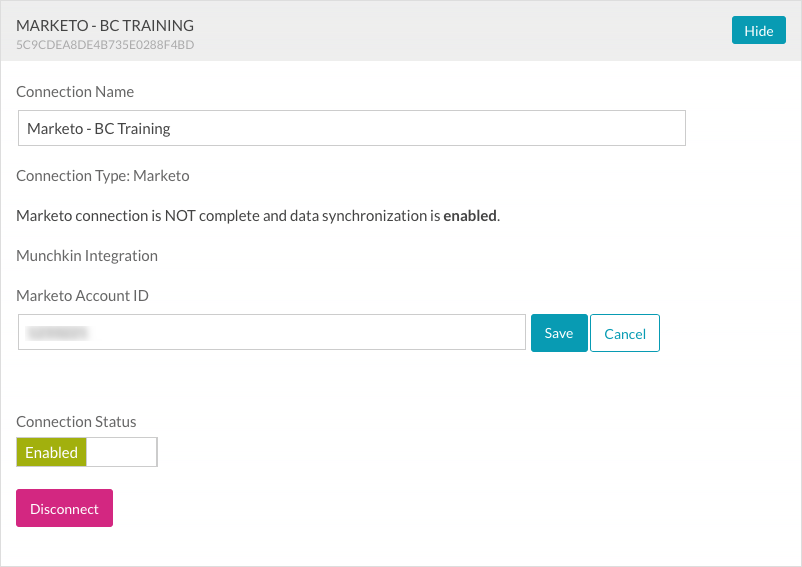 MARKETO - BC TRAINING
5C9CDEA8DE4B735E0288F4BD
Hide
Connection Name
Marketo - BC Training
Connection Type: Marketo
Marketo connection is NOT complete and data synchronization is enabled.
Munchkin Integration
Marketo Account ID
Save
Cancel
Connection Status
Enabled
Disconnect